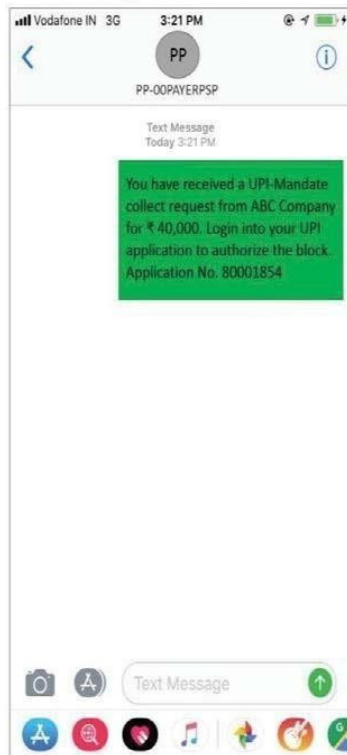 Vodafone IN 3G 3:21 PM
PP
PP-OOPAYERPSP
Text Message
Today 3:21 PM
You have received a UPI-Mandate
collect request from ABC Company
for ₹ 40,000. Login into your UPI
application to authorize the block.
Application No. 80001854
Text Message
G